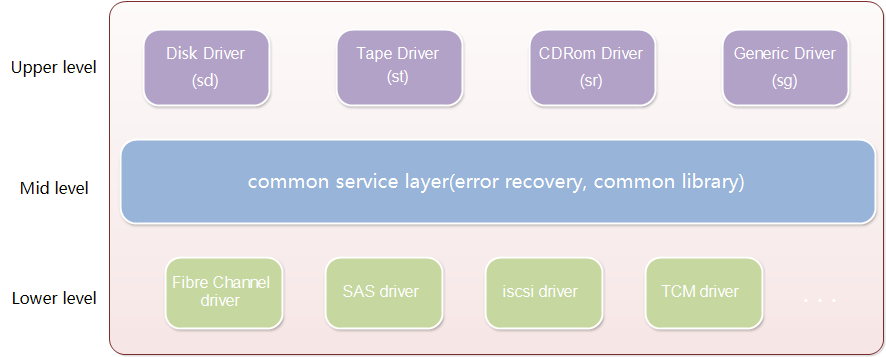 Upper level
Disk Driver
(sd)
Tape Driver
(st)
CDRom Driver
(sr)
Generic Driver
(sg)
Mid level
common service layer(error recovery, common library)
Lower level
Fibre Channel
driver
SAS driver
iscsi driver
TCM driver
. . .